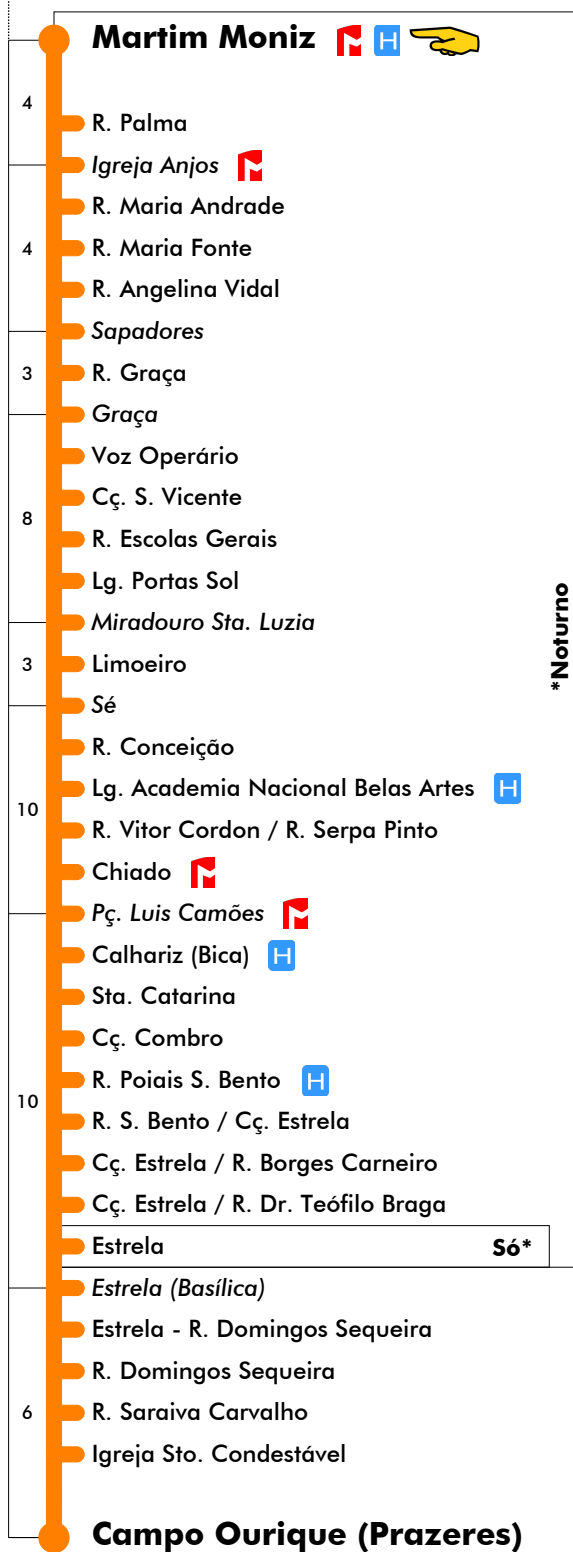 Martim Moniz H
4
R. Palma
Igreja Anjos
R. Maria Andrade
4
R. Maria Fonte
R. Angelina Vidal
Sapadores
3
R. Graça
Graça
Voz Operário
Cç. S. Vicente
8
R. Escolas Gerais
Lg. Portas Sol
Miradouro Sta. Luzia
*Noturno
3
Limoeiro
Sé
R. Conceição
Lg. Academia Nacional Belas Artes H
10
R. Vitor Cordon / R. Serpa Pinto
Chiado
Pç. Luis Camões
Calhariz (Bica) H
Sta. Catarina
Cç. Combro
R. Poiais S. Bento H
10
R. S. Bento / Cç. Estrela
Cç. Estrela / R. Borges Carneiro
Cç. Estrela / R. Dr. Teófilo Braga
Estrela Só*
Estrela (Basílica)
Estrela - R. Domingos Sequeira
R. Domingos Sequeira
6
R. Saraiva Carvalho
Igreja Sto. Condestável
Campo Ourique (Prazeres)